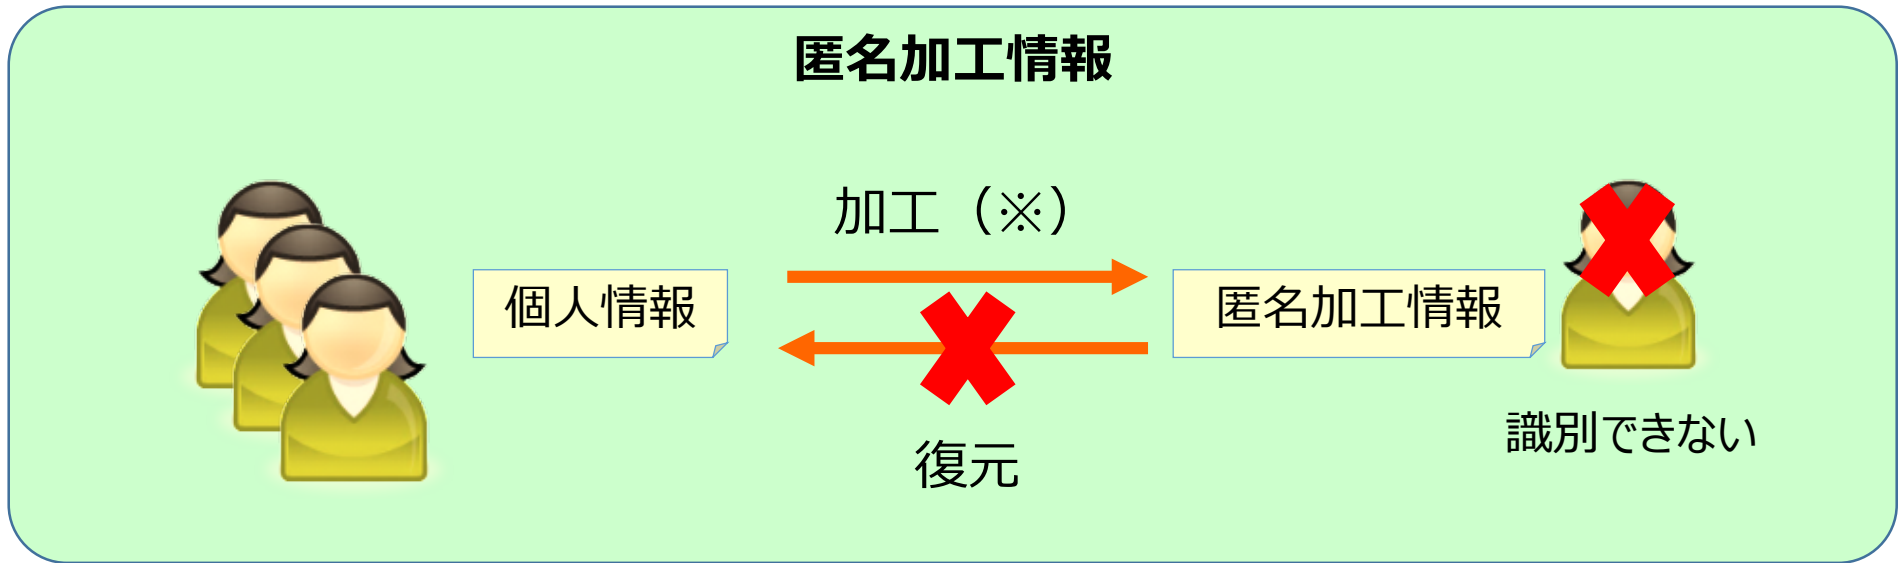 匿名加工情報
加工（※）
個人情報
匿名加工情報
復元
識別できない